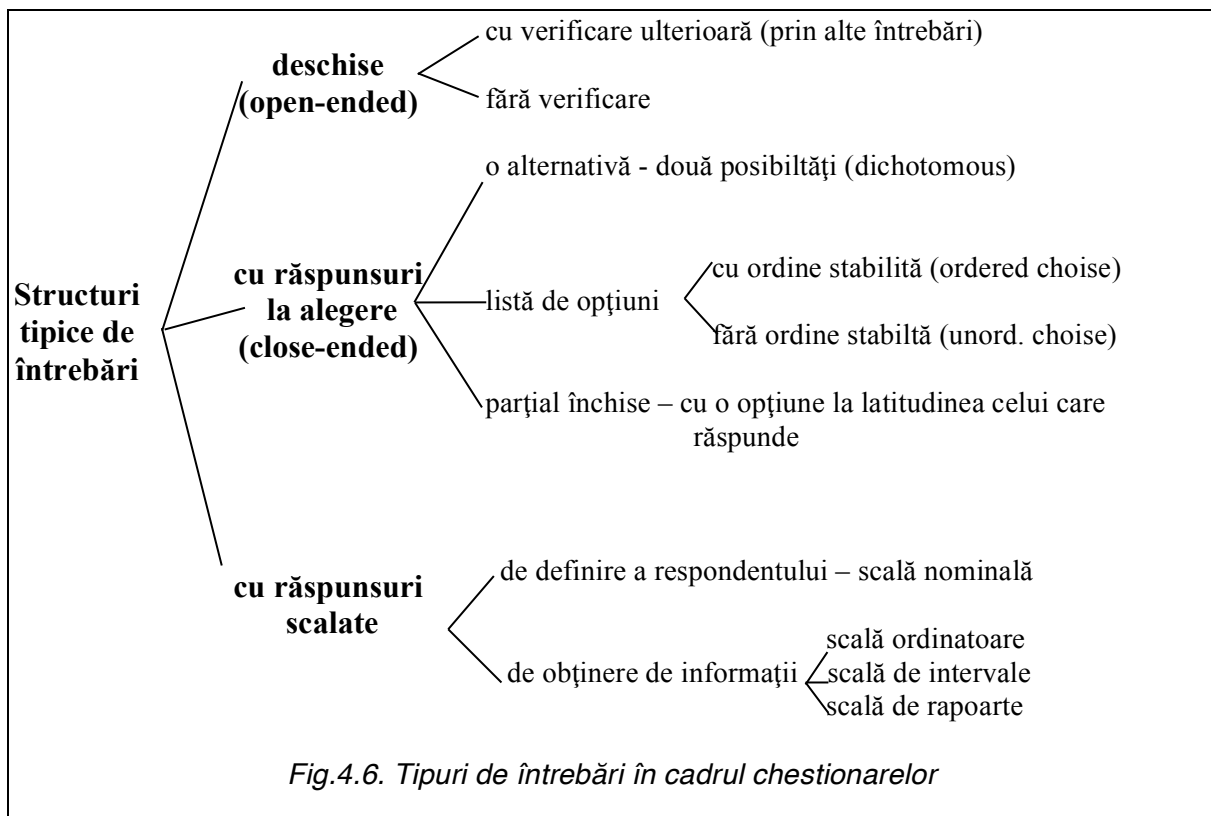 cu verificare ulterioară (prin alte întrebări)
deschise
(open-ended)
fără verificare
o alternativă - două posibiltăţi (dichotomous)
cu răspunsuri
la alegere
(close-ended)
cu ordine stabilită (ordered choise)
listă de opţiuni
fără ordine stabiltă (unord. choise)
Structuri
tipice de
întrebări
parţial închise – cu o opţiune la latitudinea celui care
răspunde
cu răspunsuri
scalate
de definire a respondentului – scală nominală
de obţinere de informaţii
scală ordinatoare
scală de intervale
scală de rapoarte
Fig.4.6. Tipuri de întrebări în cadrul chestionarelor